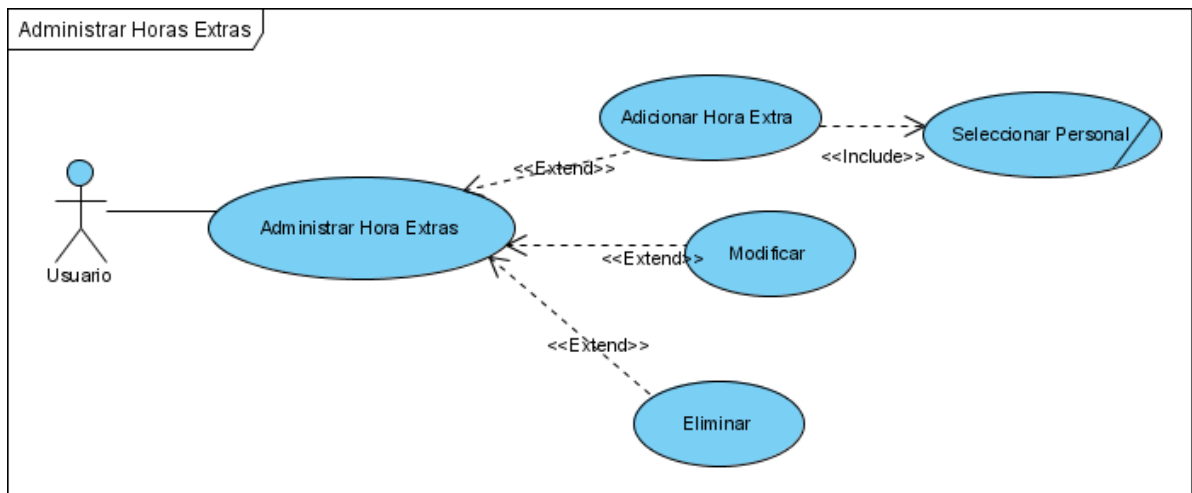 Administrar Horas Extras
Adicionar Hora Extra
Seleccionar Personal
<<Include>>
<<Extend>>
Administrar Hora Extras
Modificar
<<Extend>>
Usuario
<<Extend>>
Eliminar